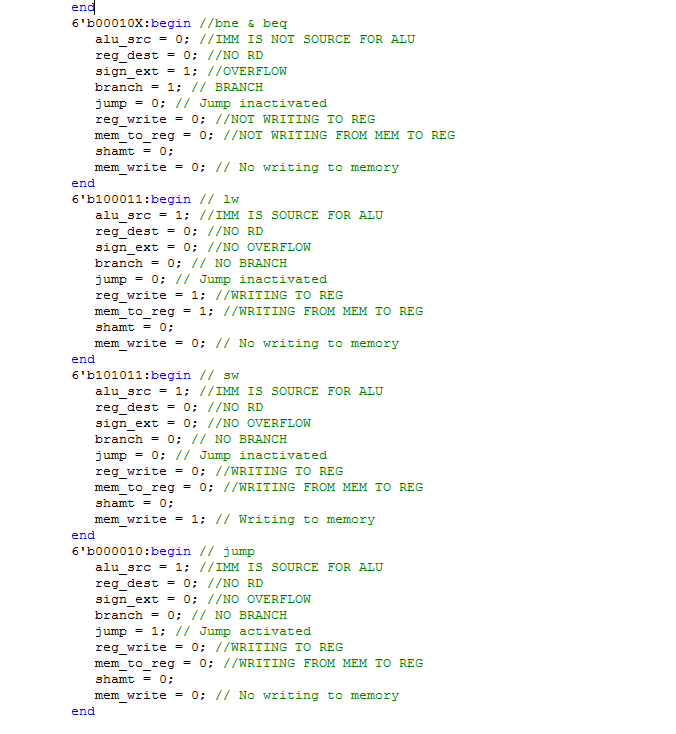 end
6'b00010X:begin //bne & beq
alu_src = 0; //IMM IS NOT SOURCE FOR ALU
reg_dest = 0; //NO RD
sign_ext = 1; //OVERFLOW
branch = 1; // BRANCH
jump = 0; // Jump inactivated
reg_write = 0; //NOT WRITING TO REG
mem_to_reg = 0; //NOT WRITING FROM MEM TO REG
shamt = 0;
mem_write = 0; // No writing to memory
end
6'b100011:begin // lw
alu_src = 1; //IMM IS SOURCE FOR ALU
reg_dest = 0; //NO RD
sign_ext = 0; //NO OVERFLOW
branch = 0; // NO BRANCH
jump = 0; // Jump inactivated
reg_write = 1; //WRITING TO REG
mem_to_reg = 1; //WRITING FROM MEM TO REG
shamt = 0;
mem_write = 0; // No writing to memory
end
6'b101011:begin // sw
alu_src = 1; //IMM IS SOURCE FOR ALU
reg_dest = 0; //NO RD
sign_ext = 0; //NO OVERFLOW
branch = 0; // NO BRANCH
jump = 0; // Jump inactivated
reg_write = 0; //WRITING TO REG
mem_to_reg = 0; //WRITING FROM MEM TO REG
shamt = 0;
mem_write = 1; // Writing to memory
end
6'b000010:begin // jump
alu_src = 1; //IMM IS SOURCE FOR ALU
reg_dest = 0; //NO RD
sign_ext = 0; //NO OVERFLOW
branch = 0; // NO BRANCH
jump = 1; // Jump activated
reg_write = 0; //WRITING TO REG
mem_to_reg = 0; //WRITING FROM MEM TO REG
shamt = 0;
mem_write = 0; // No writing to memory
end